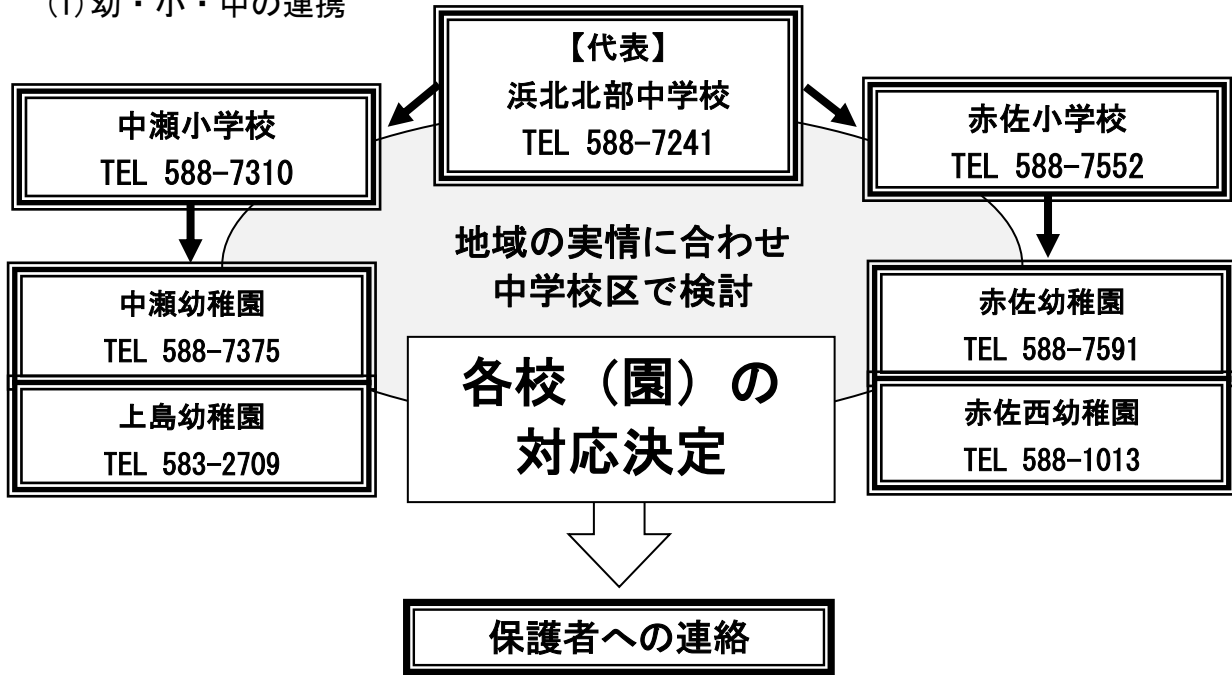 (1)幼・小・中の連携
【代表】
浜北北部中学校
TEL 588-7241
中瀬小学校
TEL 588-7310
赤佐小学校
TEL 588-7552
地域の実情に合わせ
中学校区で検討
中瀬幼稚園
TEL 588-7375
上島幼稚園
TEL 583-2709
赤佐幼稚園
TEL 588-7591
赤佐西幼稚園
TEL 588-1013
各校（園）の
対応決定
保護者への連絡